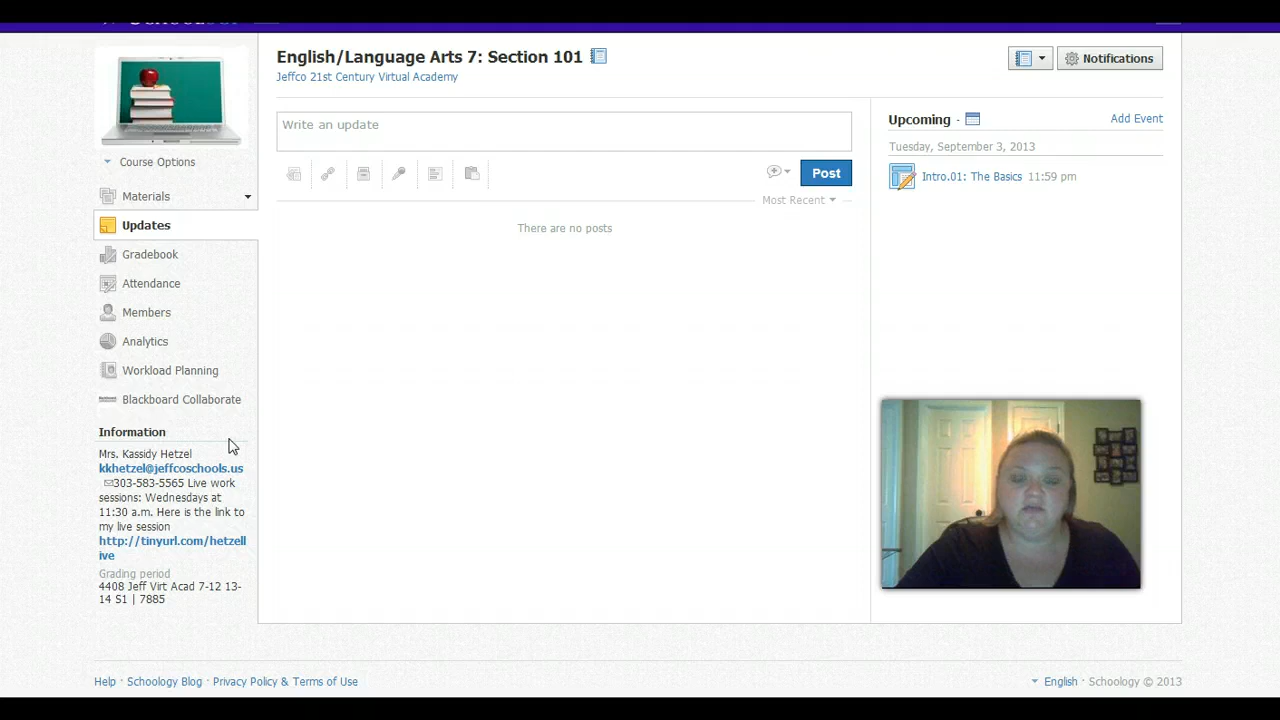 English/Language Arts 7: Section 101
Jeffco 21st Century Virtual Academy
Notifications
Write an update
Post
Most Recent
There are no posts
Upcoming ·
Add Event
Tuesday, September 3, 2013
Intro.01: The Basics 11:59 pm
Course Options
Materials
Updates
Gradebook
Attendance
Members
Analytics
Workload Planning
Blackboard Collaborate
Information
Mrs. Kassidy Hetzel
kkhetzel@jeffcoschools.us
303-583-5565 Live work
sessions: Wednesdays at
11:30 a.m. Here is the link to
my live session
http://tinyurl.com/hetzell
ive
Grading period
4408 Jeff Virt Acad 7-12 13-
14 S1 | 7885
Help · Schoology Blog · Privacy Policy & Terms of Use
English · Schoology © 2013